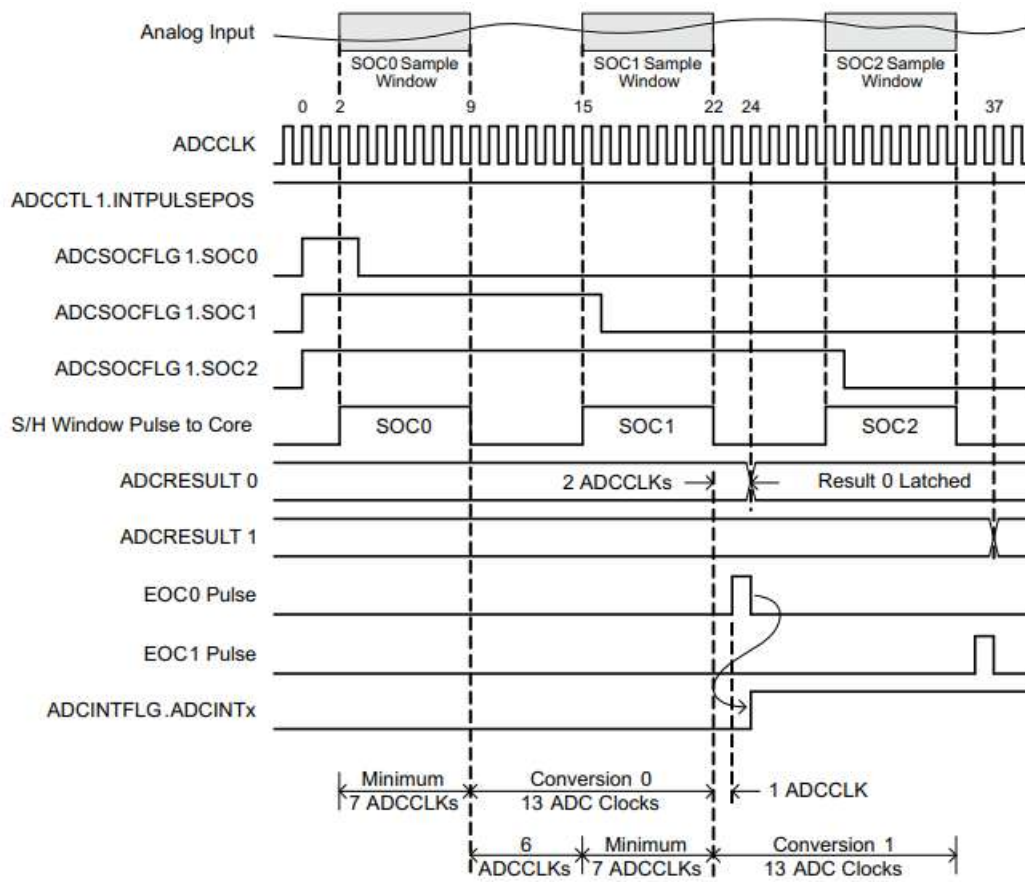 Analog Input
SOC0 Sample
Window
SOC1 Sample
Window
SOC2 Sample
Window
0 2 9 15 22 24 37
ADCCLK
ADCCTL 1.INTPULSEPOS
ADCSOCFLG 1.SOC0
ADCSOCFLG 1.SOC1
ADCSOCFLG 1.SOC2
S/H Window Pulse to Core SOC0 SOC1 SOC2
ADCRESULT 0 2 ADCCLKs Result 0 Latched
ADCRESULT 1
EOC0 Pulse
EOC1 Pulse
ADCINTFLG .ADCINTx
Minimum
7 ADCCLKs
Conversion 0
13 ADC Clocks
1 ADCCLK
6
ADCCLKs
Minimum
7 ADCCLKs
Conversion 1
13 ADC Clocks